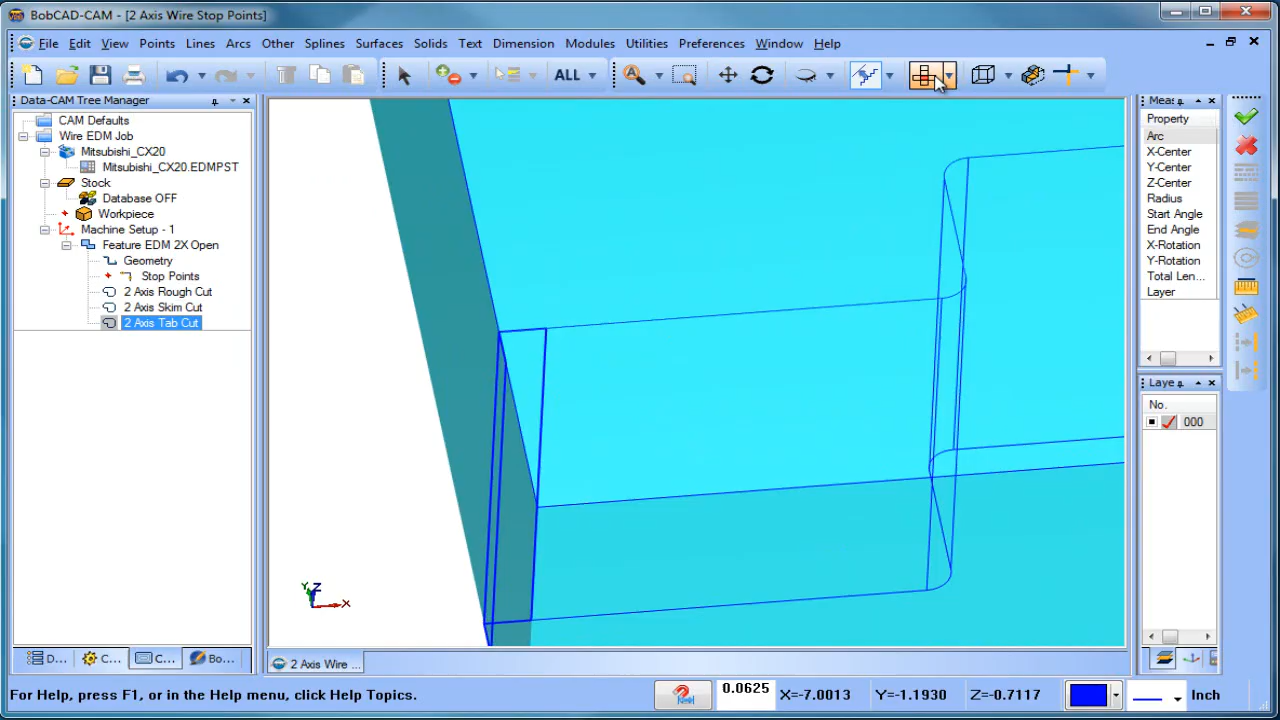 BobCAD-CAM - [2 Axis Wire Stop Points]
File Edit View Points Lines Arcs Other Splines Surfaces Solids Text Dimension Modules Utilities Preferences Window Help
ALL
Data-CAM Tree Manager
CAM Defaults
Wire EDM Job
Mitsubishi_CX20
Mitsubishi_CX20.EDMPST
Stock
Database OFF
Workpiece
Machine Setup - 1
Feature EDM 2X Open
Geometry
Stop Points
2 Axis Rough Cut
2 Axis Skim Cut
2 Axis Tab Cut
D... C... C... Bo...
Y Z X
2 Axis Wire ...
Meas
Property
Arc
X-Center
Y-Center
Z-Center
Radius
Start Angle
End Angle
X-Rotation
Y-Rotation
Total Len...
Layer
Laye
No.
000
For Help, press F1, or in the Help menu, click Help Topics.
0.0625 X=-7.0013 Y=-1.1930 Z=-0.7117 Inch